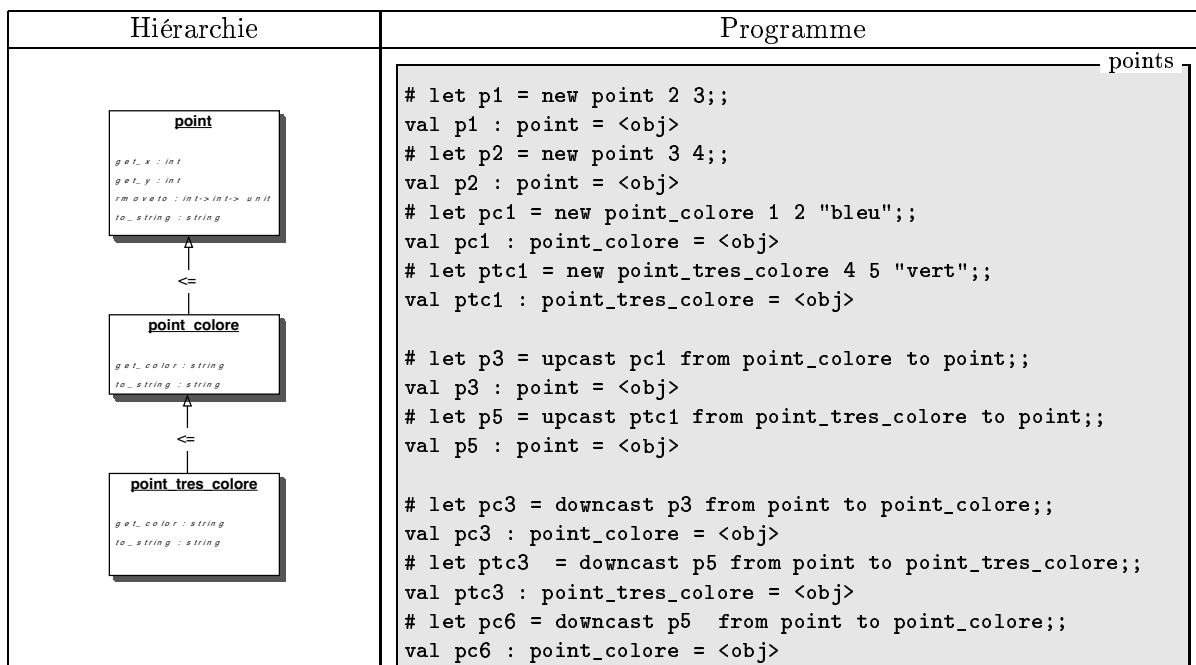 Hiérarchie
Programme
point
get_x : int
get_y : int
rmoveto : int->int-> unit
to_string : string
<=
point_colore
get_color : string
to_string : string
<=
point_tres_colore
get_color : string
to_string : string
points
# let p1 = new point 2 3;;
val p1 : point = <obj>
# let p2 = new point 3 4;;
val p2 : point = <obj>
# let pc1 = new point_colore 1 2 "bleu";;
val pc1 : point_colore = <obj>
# let ptc1 = new point_tres_colore 4 5 "vert";;
val ptc1 : point_tres_colore = <obj>
# let p3 = upcast pc1 from point_colore to point;;
val p3 : point = <obj>
# let p5 = upcast ptc1 from point_tres_colore to point;;
val p5 : point = <obj>
# let pc3 = downcast p3 from point to point_colore;;
val pc3 : point_colore = <obj>
# let ptc3  = downcast p5 from point to point_tres_colore;;
val ptc3 : point_tres_colore = <obj>
# let pc6 = downcast p5  from point to point_colore;;
val pc6 : point_colore = <obj>